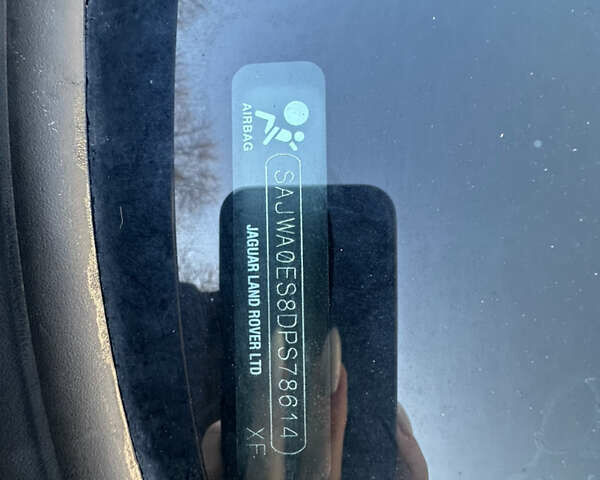 AIRBAG
SAJWA0ES8DPS78614
JAGUAR LAND ROVER LTD
XF